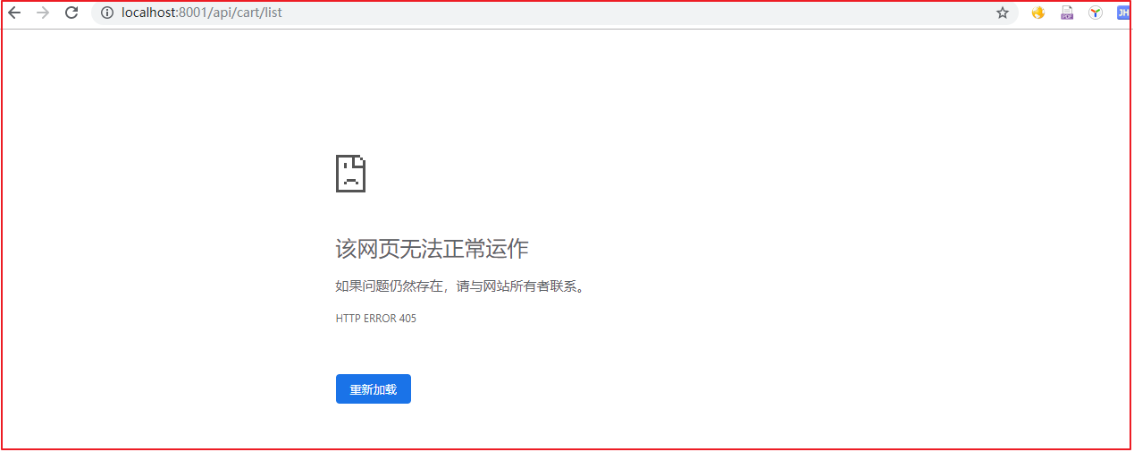 localhost:8001/api/cart/list
PDF
JH
该网页无法正常运作
如果问题仍然存在，请与网站所有者联系。
HTTP ERROR 405
重新加载